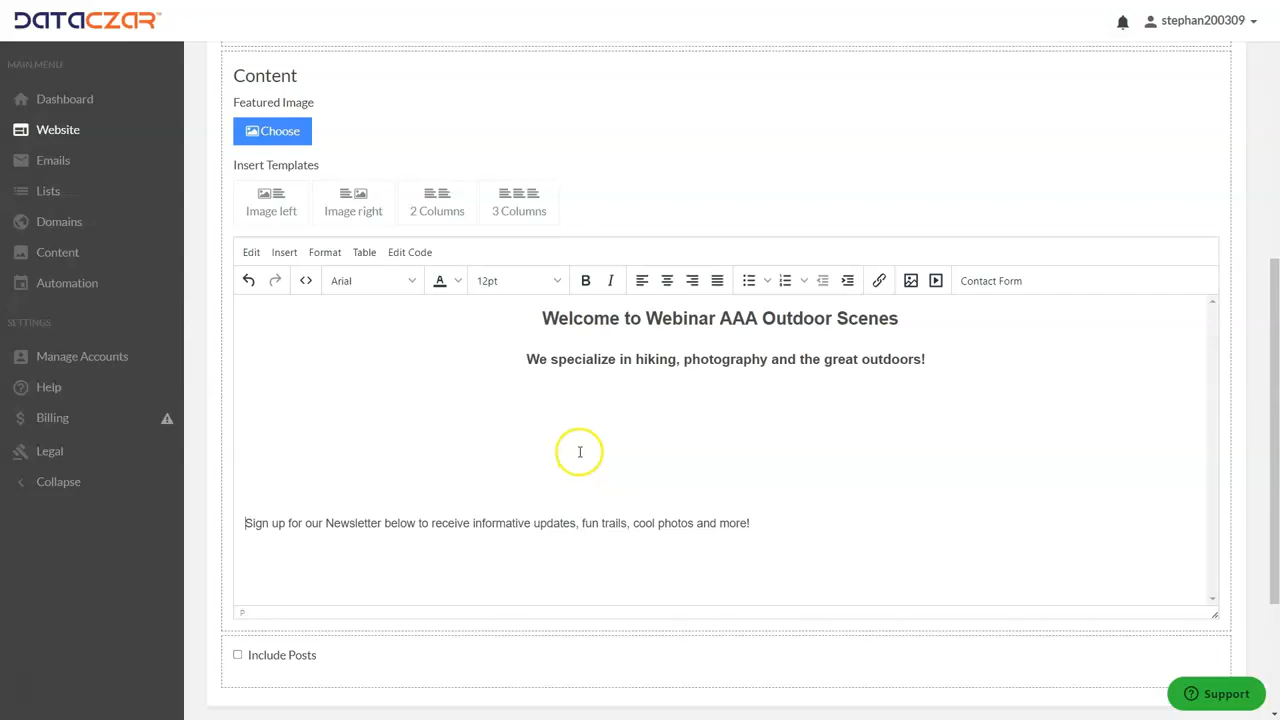 DATACZAR
stephan200309
MAIN MENU
Dashboard
Website
Emails
Lists
Domains
Content
Automation
SETTINGS
Manage Accounts
Help
Billing
Legal
Collapse
Content
Featured Image
Choose
Insert Templates
Image left
Image right
2 Columns
3 Columns
Edit Insert Format Table Edit Code
Arial A 12pt B I Contact Form
Welcome to Webinar AAA Outdoor Scenes
We specialize in hiking, photography and the great outdoors!
Sign up for our Newsletter below to receive informative updates, fun trails, cool photos and more!
P
Include Posts
Support